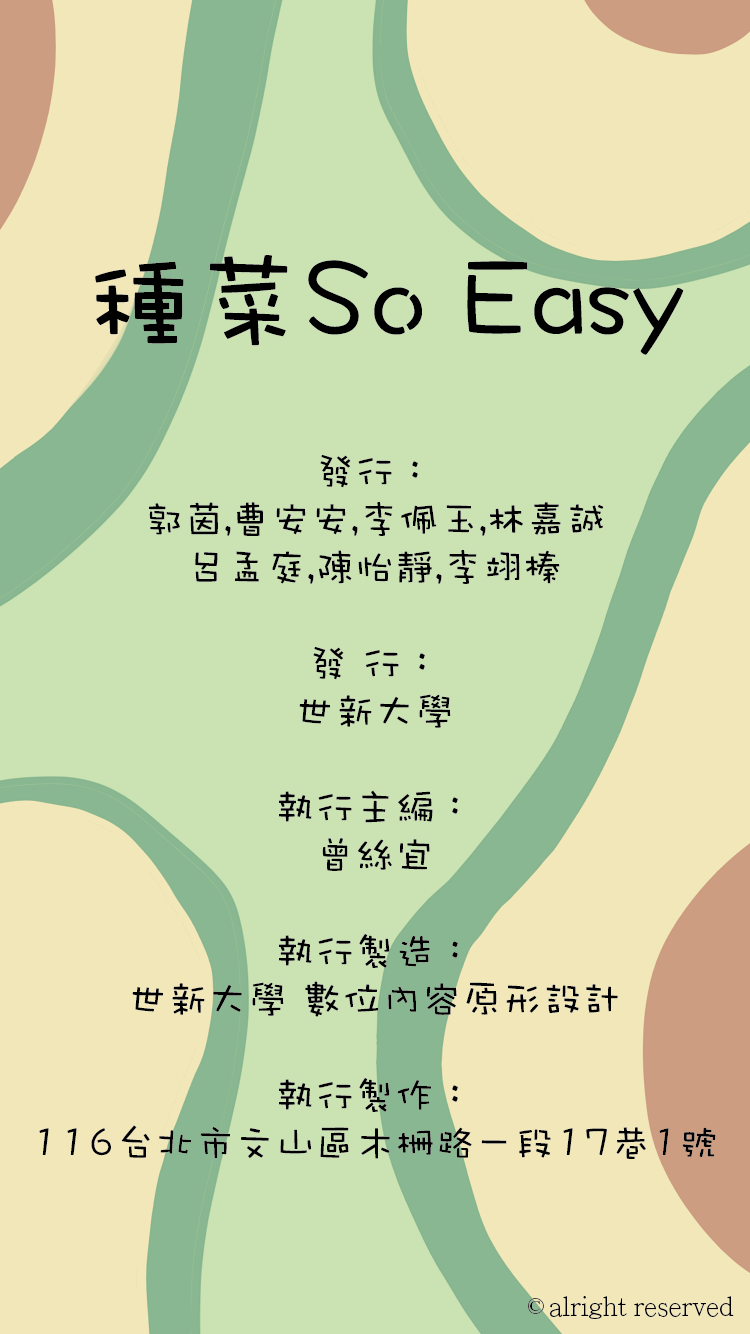 種菜So Easy
發行：
郭茵,曹安安,李佩玉,林嘉誠
呂孟庭,陳怡靜,李翊榛
發 行：
世新大學
執行主編：
曾絲宜
執行製造：
世新大學 數位內容原形設計
執行製作：
116台北市文山區木柵路一段17巷1號
©alright reserved